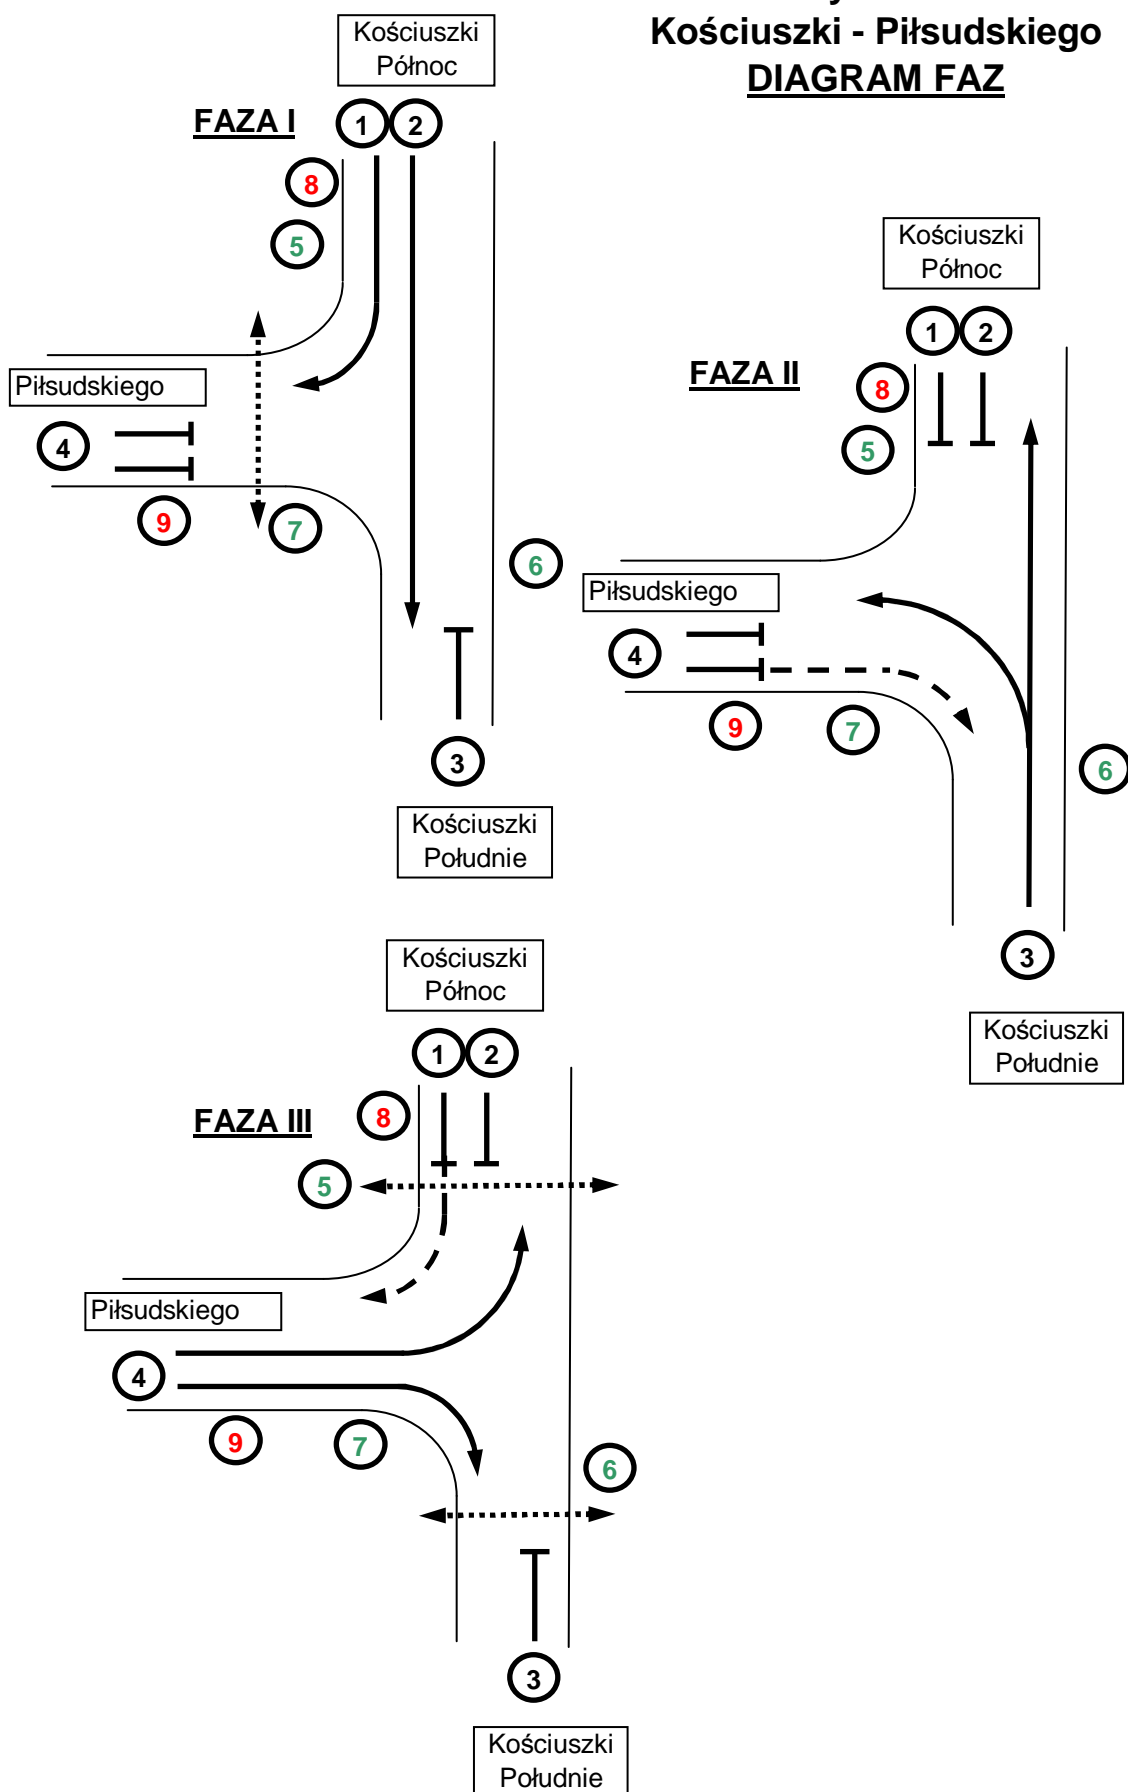 Kościuszki - Piłsudskiego
DIAGRAM FAZ
Kościuszki
Północ
FAZA I
1
2
8
5
Piłsudskiego
4
9
7
6
3
Kościuszki
Południe
Kościuszki
Północ
1
2
FAZA II
8
5
Piłsudskiego
4
9
7
6
3
Kościuszki
Południe
Kościuszki
Północ
1
2
FAZA III
8
5
Piłsudskiego
4
9
7
6
3
Kościuszki
Południe